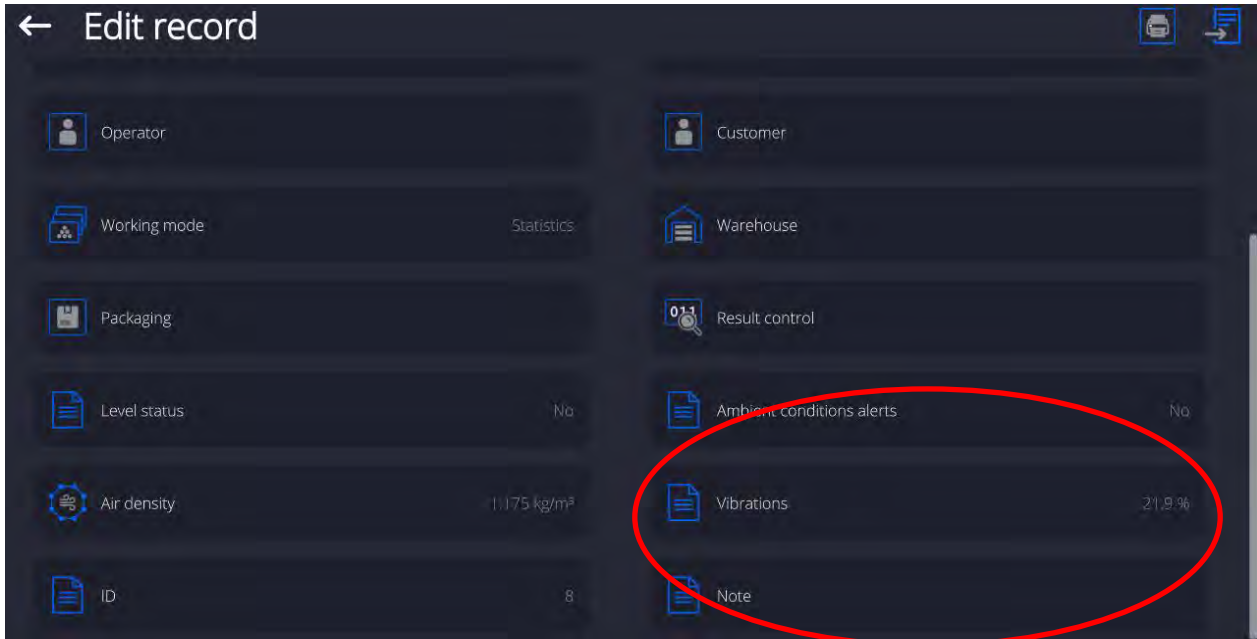 Edit record
Operator
Customer
Working mode Statistics
Warehouse
Packaging
011
Result control
Level status No
Ambient conditions alerts No
Air density 1.175 kg/m³
Vibrations 21.9 %
ID 8
Note